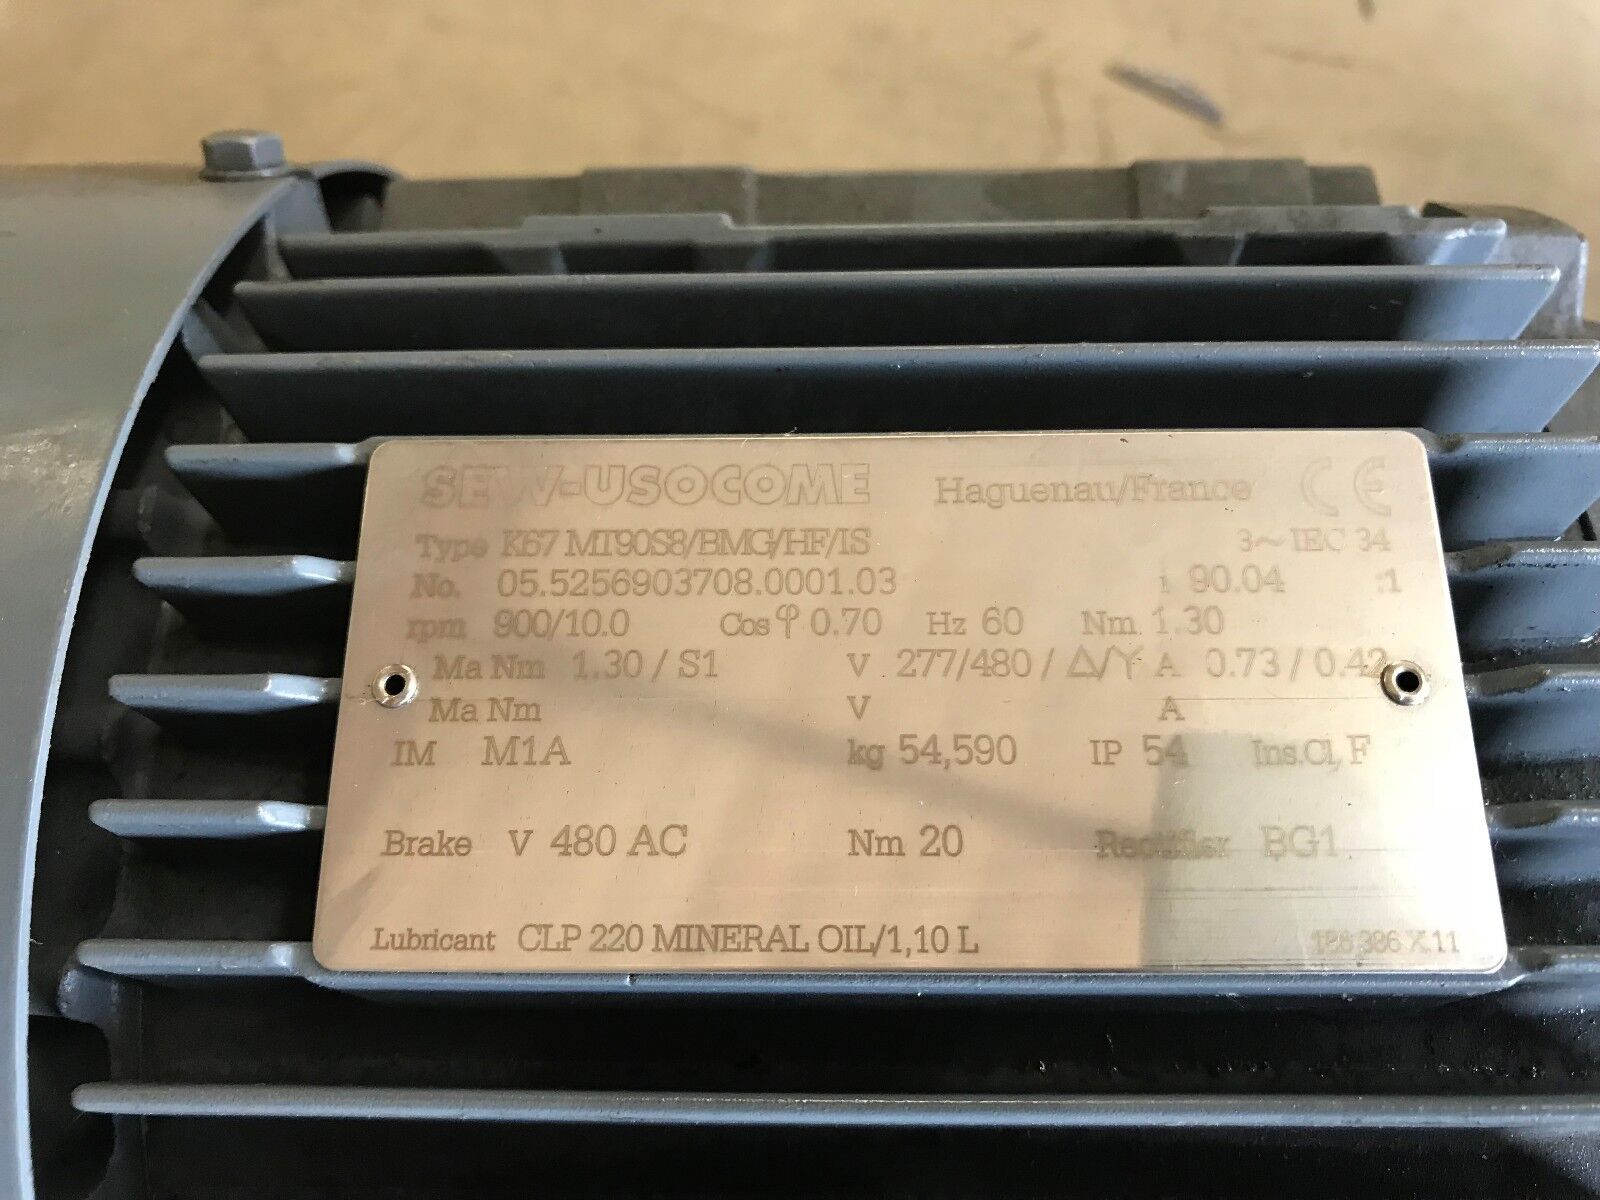 SEW-USOCOME Haguenau/France CE
Type K67 MT90S8/BMG/HF/IS 3~IEC 34
No. 05.5256903708.0001.03 i 90.04 :1
rpm 900/10.0 Cos φ 0.70 Hz 60 Nm 1.30
Ma Nm 1.30 / S1 V 277/480 / Δ/Y A 0.73 / 0.42
Ma Nm V A
IM M1A kg 54,590 IP 54 Ins.Cl, F
Brake V 480 AC Nm 20 Rectifier BG1
Lubricant CLP 220 MINERAL OIL/1,10 L 186 386 X.11